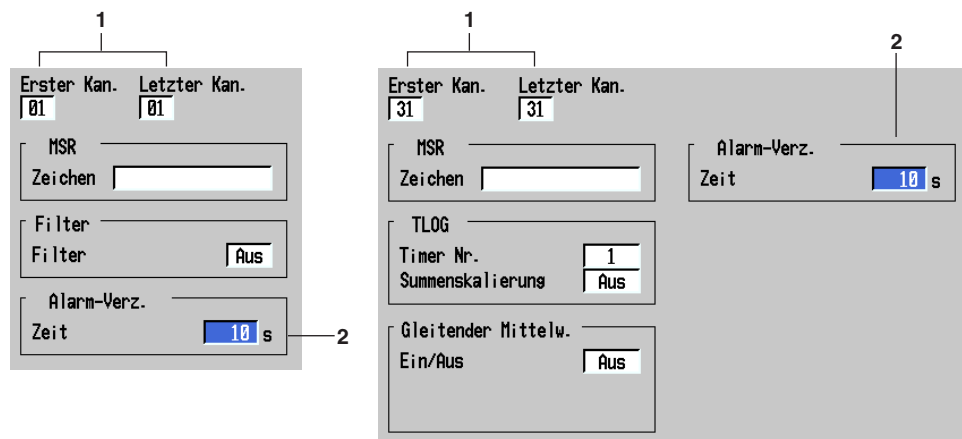 1
Erster Kan. Letzter Kan.
01 01
MSR
Zeichen
Filter
Filter Aus
Alarm-Verz.
Zeit 10 s
2
1
2
Erster Kan. Letzter Kan.
31 31
MSR
Zeichen
Alarm-Verz.
Zeit 10 s
TLOG
Timer Nr. 1
Summenskalierung Aus
Gleitender Mittelw.
Ein/Aus Aus